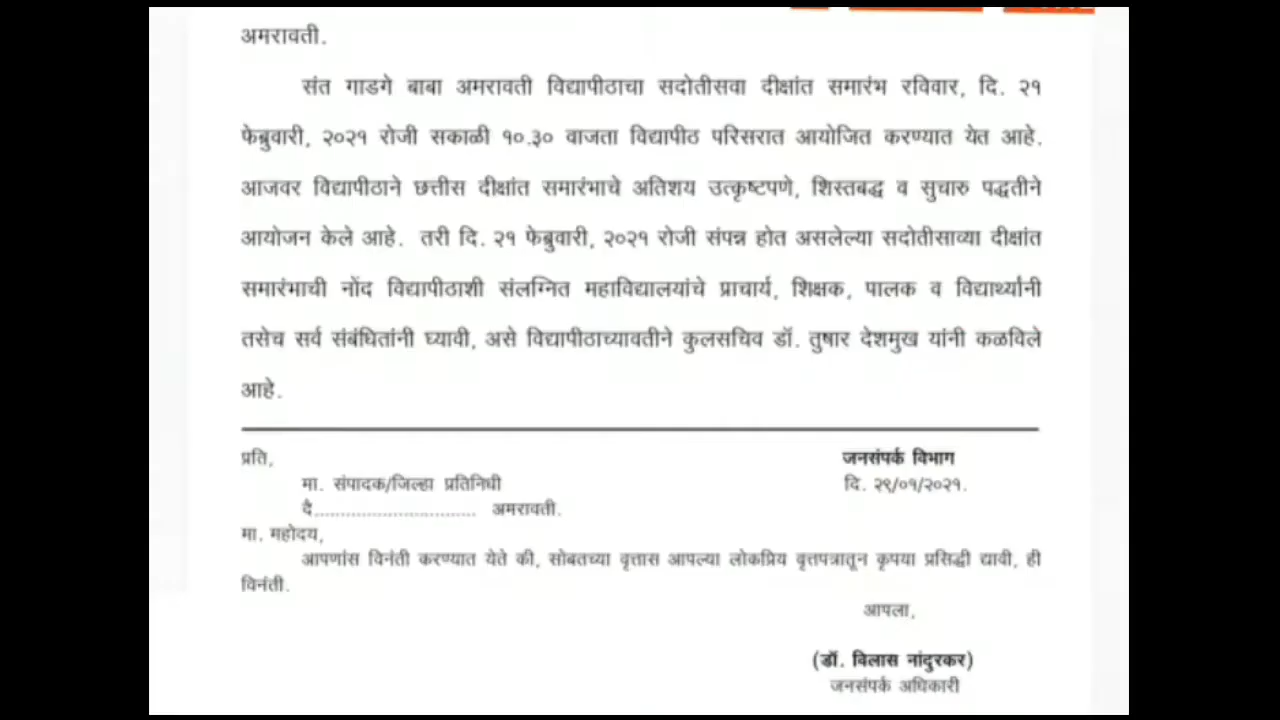 अमरावती.
संत गाडगे बाबा अमरावती विद्यापीठाचा सदोतीसवा दीक्षांत समारंभ रविवार, दि. २१
फेब्रुवारी, २०२१ रोजी सकाळी १०.३० वाजता विद्यापीठ परिसरात आयोजित करण्यात येत आहे.
आजवर विद्यापीठाने छत्तीस दीक्षांत समारंभाचे अतिशय उत्कृष्टपणे, शिस्तबद्ध व सुचारु पद्धतीने
आयोजन केले आहे. तरी दि. २१ फेब्रुवारी, २०२१ रोजी संपन्न होत असलेल्या सदोतीसाव्या दीक्षांत
समारंभाची नोंद विद्यापीठाशी संलग्नित महाविद्यालयांचे प्राचार्य, शिक्षक, पालक व विद्यार्थ्यांनी
तसेच सर्व संबंधितांनी घ्यावी, असे विद्यापीठाच्यावतीने कुलसचिव डॉ. तुषार देशमुख यांनी कळविले
आहे.
प्रति,
जनसंपर्क विभाग
मा. संपादक/जिल्हा प्रतिनिधी
दि. २९/०१/२०२१.
दै............................... अमरावती.
मा. महोदय,
आपणांस विनंती करण्यात येते की, सोबतच्या वृत्तास आपल्या लोकप्रिय वृत्तपत्रातून कृपया प्रसिद्धी द्यावी, ही
विनंती.
आपला,
(डॉ. विलास नांदुरकर)
जनसंपर्क अधिकारी